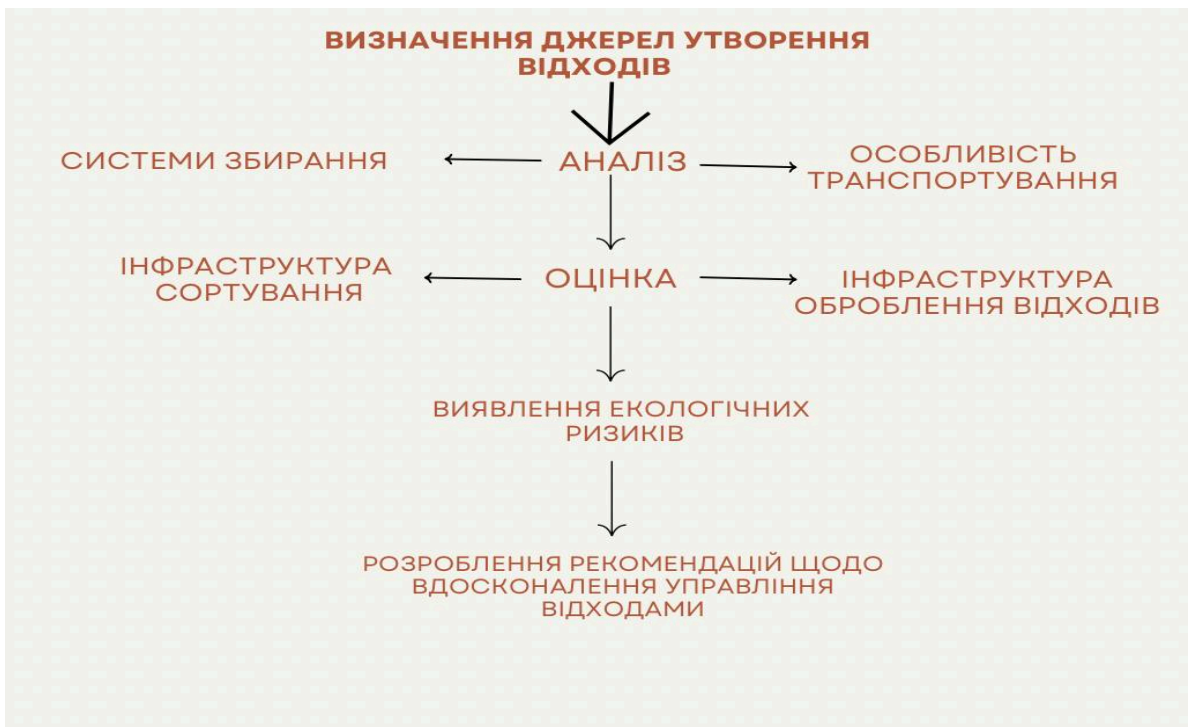 ВИЗНАЧЕННЯ ДЖЕРЕЛ УТВОРЕННЯ
ВІДХОДІВ
СИСТЕМИ ЗБИРАННЯ
АНАЛІЗ
ОСОБЛИВІСТЬ
ТРАНСПОРТУВАННЯ
ІНФРАСТРУКТУРА
СОРТУВАННЯ
ОЦІНКА
ІНФРАСТРУКТУРА
ОБРОБЛЕННЯ ВІДХОДІВ
ВИЯВЛЕННЯ ЕКОЛОГІЧНИХ
РИЗИКІВ
РОЗРОБЛЕННЯ РЕКОМЕНДАЦІЙ ЩОДО
ВДОСКОНАЛЕННЯ УПРАВЛІННЯ
ВІДХОДАМИ